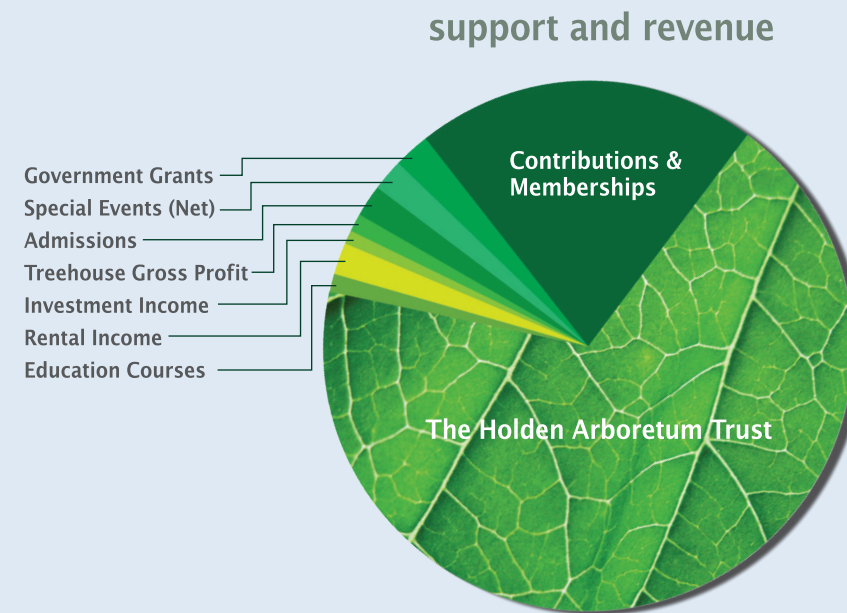 support and revenue
Contributions &
Memberships
Government Grants
Special Events (Net)
Admissions
Treehouse Gross Profit
Investment Income
Rental Income
Education Courses
The Holden Arboretum Trust